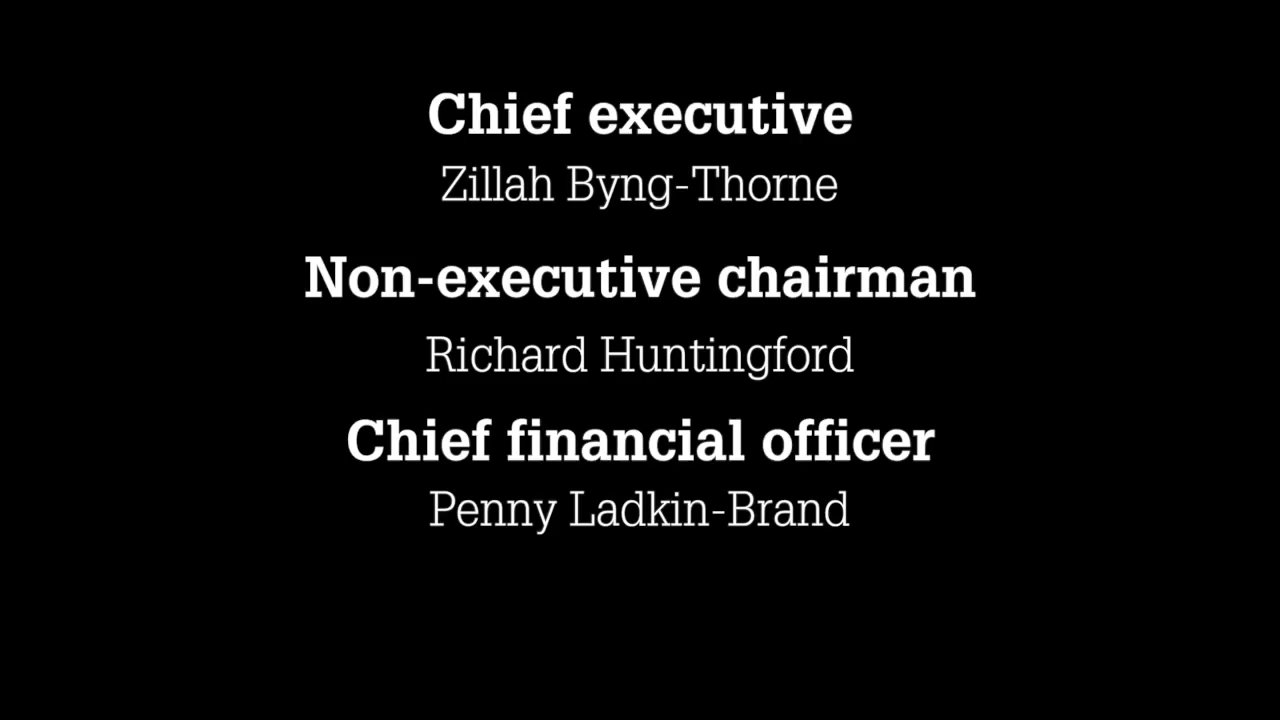 Chief executive
Zillah Byng-Thorne
Non-executive chairman
Richard Huntingford
Chief financial officer
Penny Ladkin-Brand